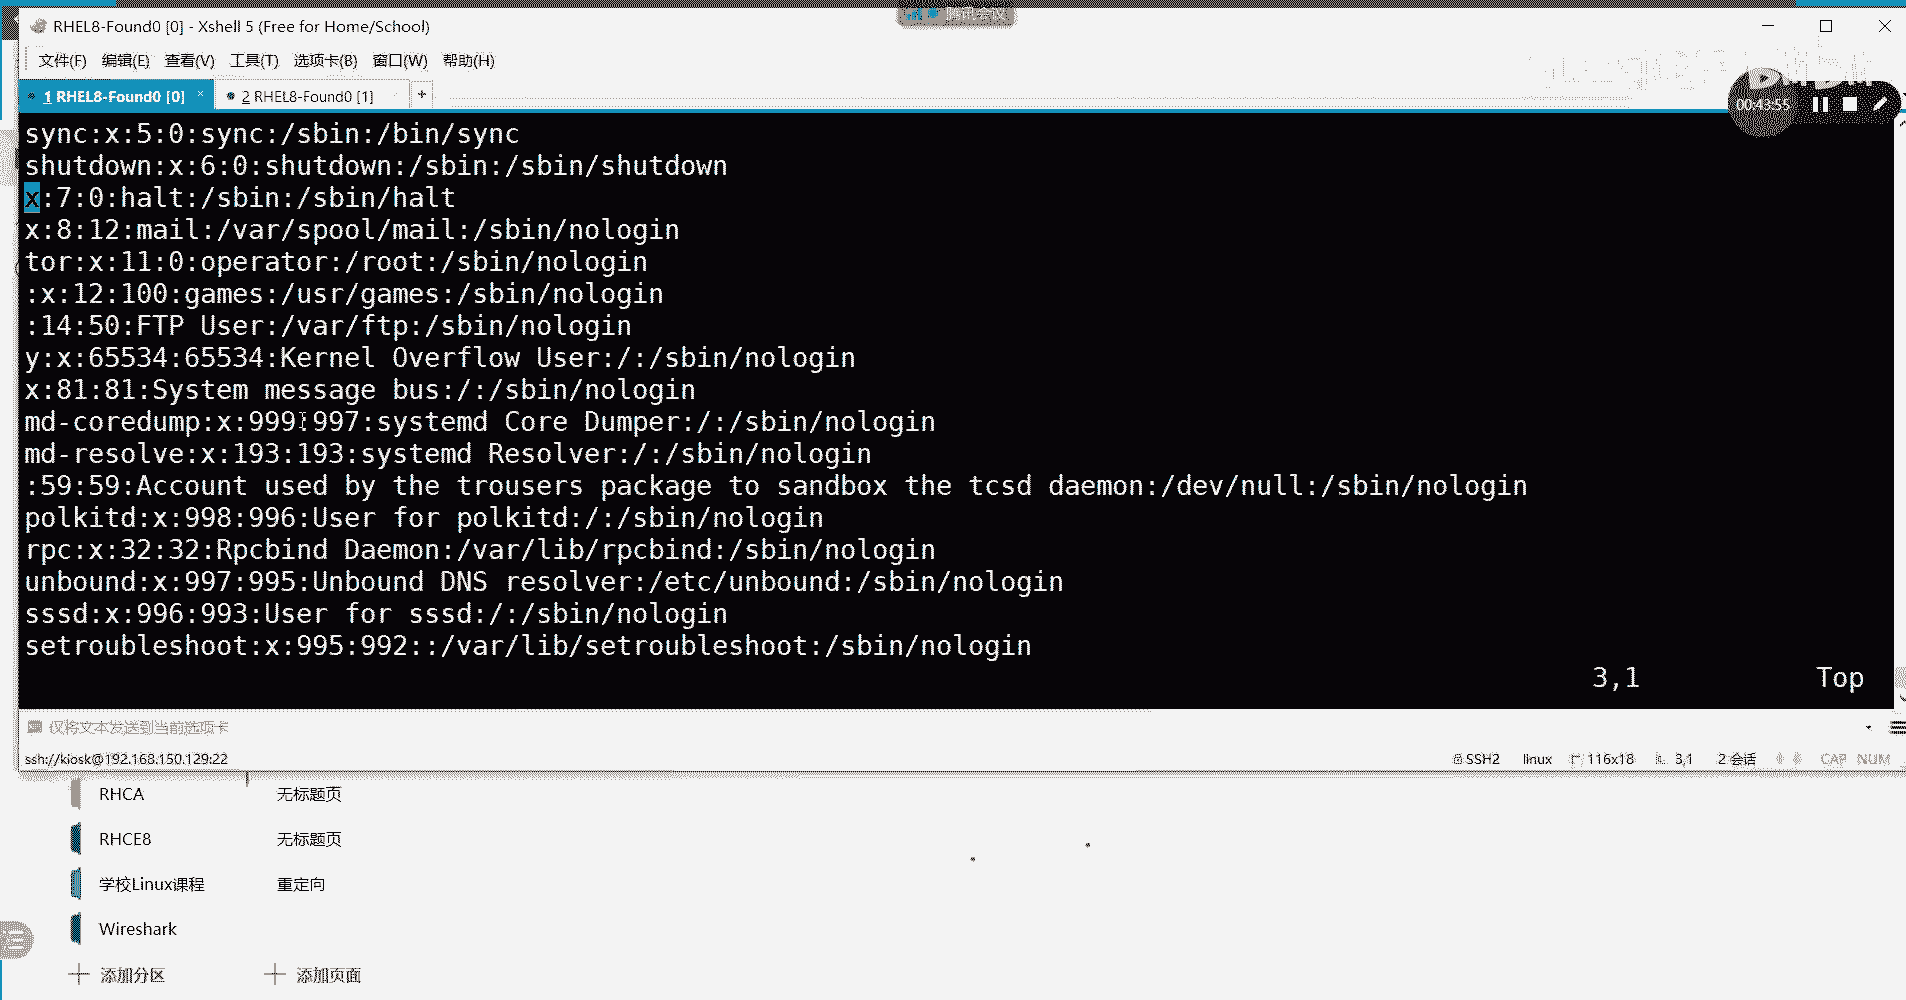 RHEL8-Found0 [0] - Xshell 5 (Free for Home/School)
腾讯会议
文件(F) 编辑(E) 查看(V) 工具(T) 选项卡(B) 窗口(W) 帮助(H)
1 RHEL8-Found0 [0] × 2 RHEL8-Found0 [1] +
00:43:55
sync:x:5:0:sync:/sbin:/bin/sync
shutdown:x:6:0:shutdown:/sbin:/sbin/shutdown
x:7:0:halt:/sbin:/sbin/halt
x:8:12:mail:/var/spool/mail:/sbin/nologin
tor:x:11:0:operator:/root:/sbin/nologin
:x:12:100:games:/usr/games:/sbin/nologin
:14:50:FTP User:/var/ftp:/sbin/nologin
y:x:65534:65534:Kernel Overflow User:/:/sbin/nologin
x:81:81:System message bus:/:/sbin/nologin
md-coredump:x:999:997:systemd Core Dumper:/:/sbin/nologin
md-resolve:x:193:193:systemd Resolver:/:/sbin/nologin
:59:59:Account used by the trousers package to sandbox the tcsd daemon:/dev/null:/sbin/nologin
polkitd:x:998:996:User for polkitd:/:/sbin/nologin
rpc:x:32:32:Rpcbind Daemon:/var/lib/rpcbind:/sbin/nologin
unbound:x:997:995:Unbound DNS resolver:/etc/unbound:/sbin/nologin
sssd:x:996:993:User for sssd:/:/sbin/nologin
setroubleshoot:x:995:992::/var/lib/setroubleshoot:/sbin/nologin
3,1 Top
仅将文本发送到当前选项卡
ssh://kiosk@192.168.150.129:22 SSH2 linux 116x18 3,1 2 会话 CAP NUM
RHCA 无标题页
RHCE8 无标题页
学校Linux课程 重定向
Wireshark
添加分区 添加页面